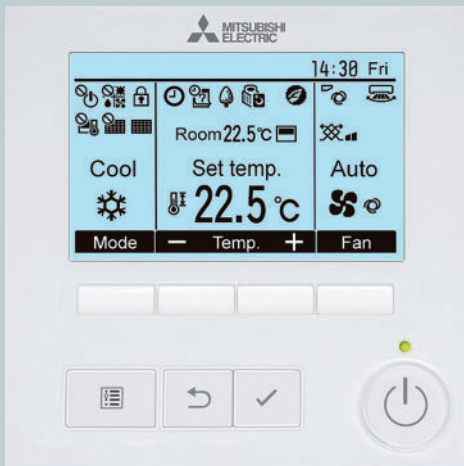 MITSUBISHI
ELECTRIC
14:30 Fri
Room 22.5°C
Cool
Set temp.
Auto
22.5°C
Mode
− Temp. +
Fan